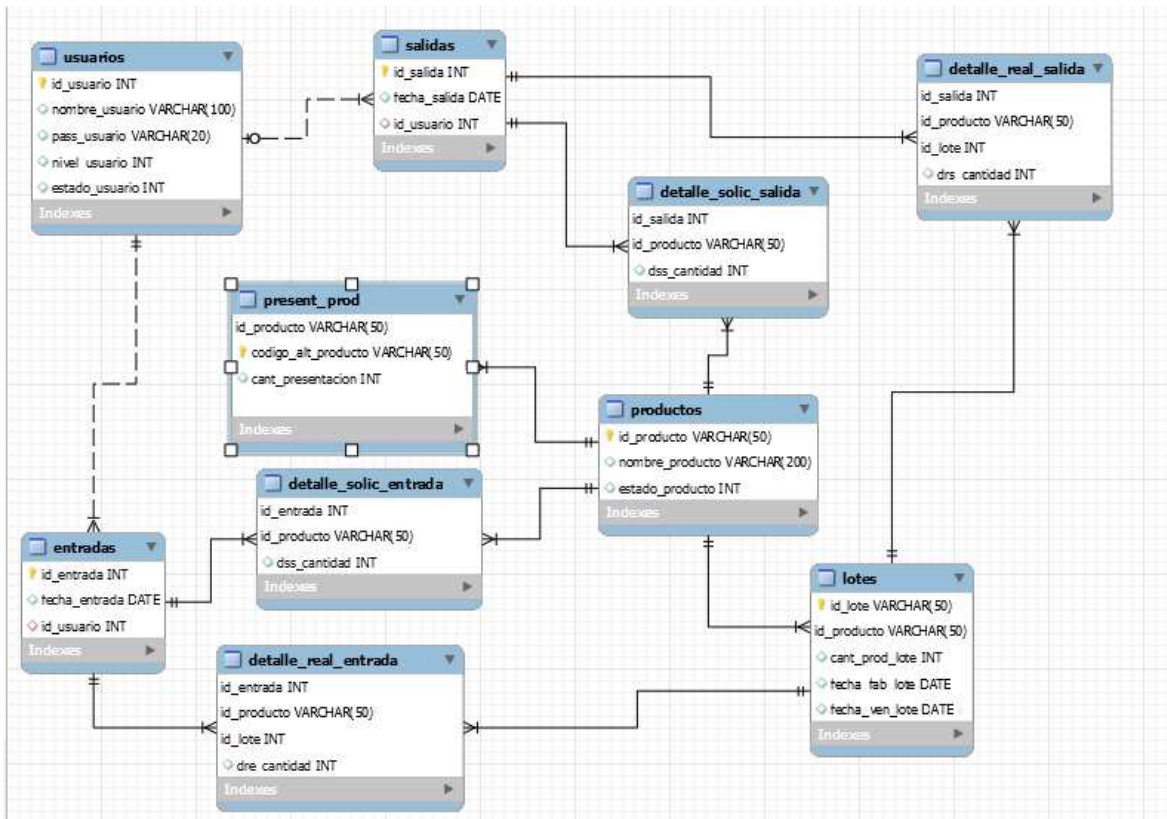 usuarios
id_usuario INT
nombre_usuario VARCHAR(100)
pass_usuario VARCHAR(20)
nivel_usuario INT
estado_usuario INT
Indexes
salidas
id_salida INT
fecha_salida DATE
id_usuario INT
Indexes
detalle_real_salida
id_salida INT
id_producto VARCHAR(50)
id_lote INT
drs_cantidad INT
Indexes
detalle_solic_salida
id_salida INT
id_producto VARCHAR(50)
dss_cantidad INT
Indexes
present_prod
id_producto VARCHAR(50)
codigo_alt_producto VARCHAR(50)
cant_presentacion INT
Indexes
productos
id_producto VARCHAR(50)
nombre_producto VARCHAR(200)
estado_producto INT
Indexes
detalle_solic_entrada
id_entrada INT
id_producto VARCHAR(50)
dss_cantidad INT
Indexes
entradas
id_entrada INT
fecha_entrada DATE
id_usuario INT
Indexes
lotes
id_lote VARCHAR(50)
id_producto VARCHAR(50)
cant_prod_lote INT
fecha_fab_lote DATE
fecha_ven_lote DATE
Indexes
detalle_real_entrada
id_entrada INT
id_producto VARCHAR(50)
id_lote INT
dre_cantidad INT
Indexes